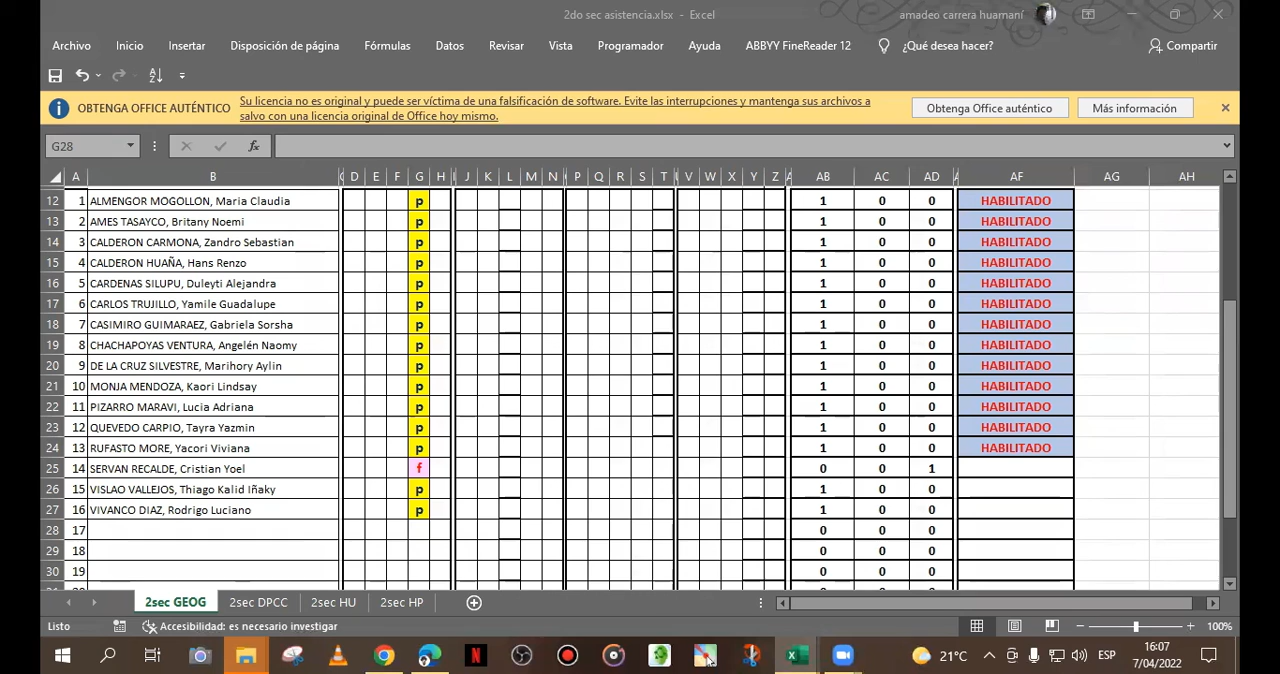 2do sec asistencia.xlsx - Excel
amadeo carrera huarnaní
Archivo Inicio Insertar Disposición de página Fórmulas Datos Revisar Vista Programador Ayuda ABBYY FineReader 12 ¿Qué desea hacer? Compartir
OBTENGA OFFICE AUTÉNTICO
Su licencia no es original y puede ser víctima de una falsificación de software. Evite las interrupciones y mantenga sus archivos a
salvo con una licencia original de Office hoy mismo.
Obtenga Office auténtico
Más información
G28
fx
A B C D E F G H I J K L M N O P Q R S T V W X Y Z AB AC AD AF AG AH
12 1 ALMENGOR MOGOLLON, Maria Claudia p 1 0 0 HABILITADO
13 2 AMES TASAYCO, Britany Noemi p 1 0 0 HABILITADO
14 3 CALDERON CARMONA, Zandro Sebastian p 1 0 0 HABILITADO
15 4 CALDERON HUAÑA, Hans Renzo p 1 0 0 HABILITADO
16 5 CARDENAS SILUPU, Duleyti Alejandra p 1 0 0 HABILITADO
17 6 CARLOS TRUJILLO, Yamile Guadalupe p 1 0 0 HABILITADO
18 7 CASIMIRO GUIMARAEZ, Gabriela Sorsha p 1 0 0 HABILITADO
19 8 CHACHAPOYAS VENTURA, Angelén Naomy p 1 0 0 HABILITADO
20 9 DE LA CRUZ SILVESTRE, Marihory Aylin p 1 0 0 HABILITADO
21 10 MONJA MENDOZA, Kaori Lindsay p 1 0 0 HABILITADO
22 11 PIZARRO MARAVI, Lucia Adriana p 1 0 0 HABILITADO
23 12 QUEVEDO CARPIO, Tayra Yazmin p 1 0 0 HABILITADO
24 13 RUFASTO MORE, Yacori Viviana p 1 0 0 HABILITADO
25 14 SERVAN RECALDE, Cristian Yoel f 0 0 1
26 15 VISLAO VALLEJOS, Thiago Kalid Iñaky p 1 0 0
27 16 VIVANCO DIAZ, Rodrigo Luciano p 1 0 0
28 17 0 0 0
29 18 0 0 0
30 19 0 0 0
2sec GEOG 2sec DPCC 2sec HU 2sec HP
Listo Accesibilidad: es necesario investigar 100%
21°C ESP 16:07
7/04/2022